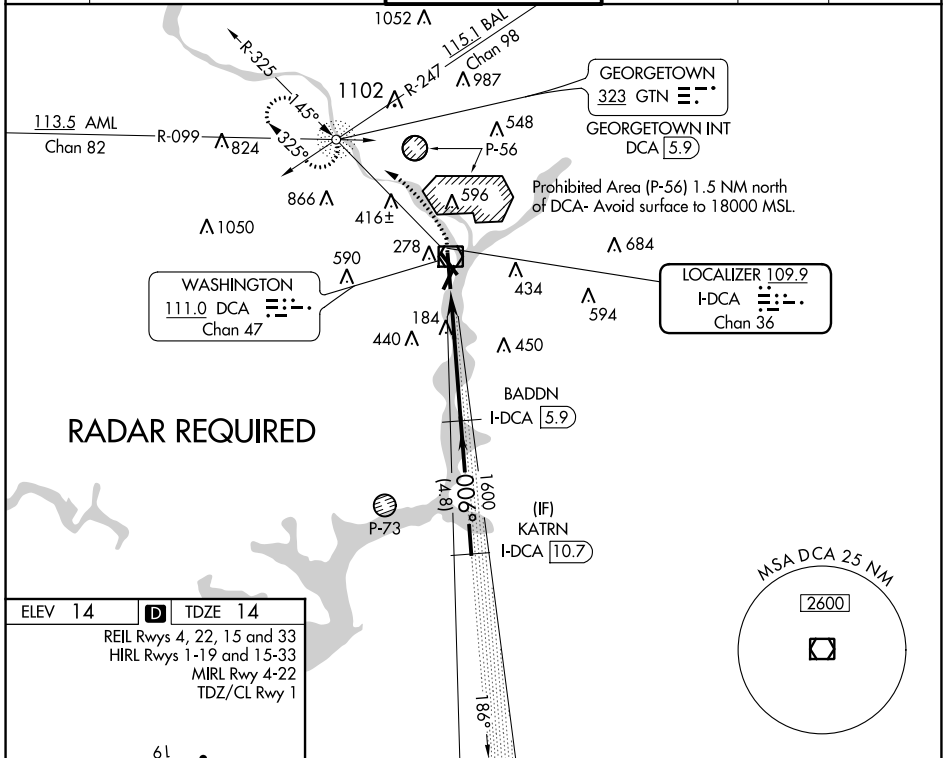 1052
R-325
115.1 BAL
Chan 98
R-247
987
1102
145°
325°
GEORGETOWN
323 GTN
GEORGETOWN INT
DCA 5.9
113.5 AML
Chan 82
R-099
824
548
P-56
Prohibited Area (P-56) 1.5 NM north
of DCA- Avoid surface to 18000 MSL.
866
416±
596
1050
278
590
684
434
594
WASHINGTON
111.0 DCA
Chan 47
LOCALIZER 109.9
I-DCA
Chan 36
184
440
450
BADDN
I-DCA 5.9
RADAR REQUIRED
1600
006°
(4.8)
P-73
(IF)
KATRN
I-DCA 10.7
186°
MSA DCA 25 NM
2600
ELEV 14 D TDZE 14
REIL Rwys 4, 22, 15 and 33
HIRL Rwys 1-19 and 15-33
MIRL Rwy 4-22
TDZ/CL Rwy 1
19